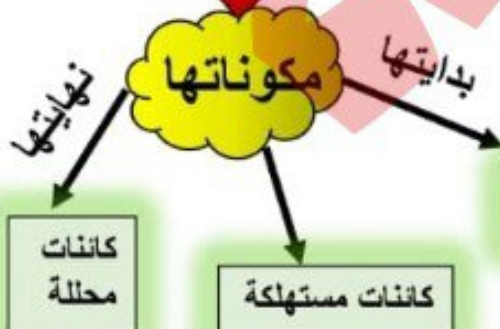 مكوناتها
بدايتها
نهايتها
كائنات مستهلكة
كائنات
محللة